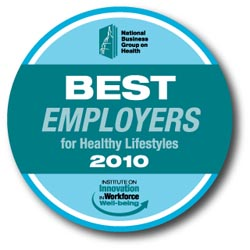 National
Business
Group on
Health
BEST
EMPLOYERS
for Healthy Lifestyles
2010
INSTITUTE ON
Innovation
IN Workforce
Well-being